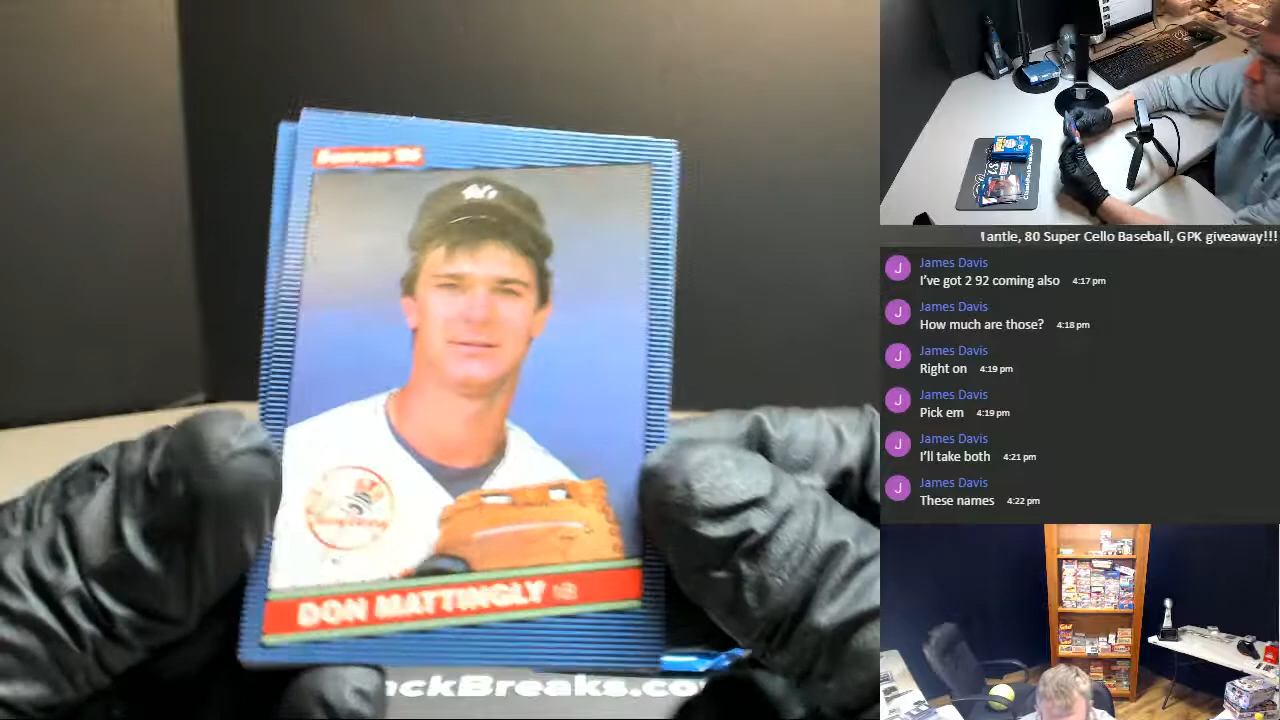 Donruss '86
DON MATTINGLY 1B
ckBreaks.co
antle, 80 Super Cello Baseball, GPK giveaway!!!
J
James Davis
I've got 2 92 coming also 4:17 pm
J
James Davis
How much are those? 4:18 pm
J
James Davis
Right on 4:19 pm
J
James Davis
Pick em 4:19 pm
J
James Davis
I'll take both 4:21 pm
J
James Davis
These names 4:22 pm